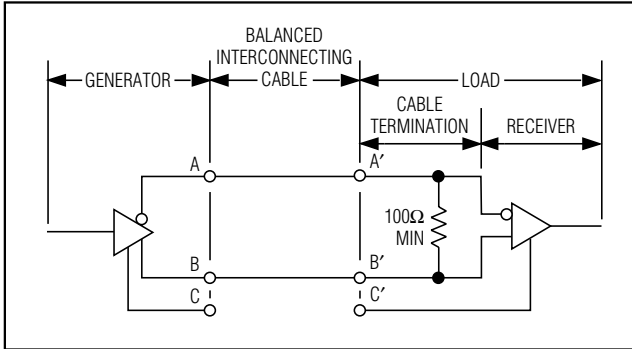 BALANCED
INTERCONNECTING
CABLE
GENERATOR
LOAD
CABLE
TERMINATION
RECEIVER
A
A′
100Ω
MIN
B
B′
C
C′